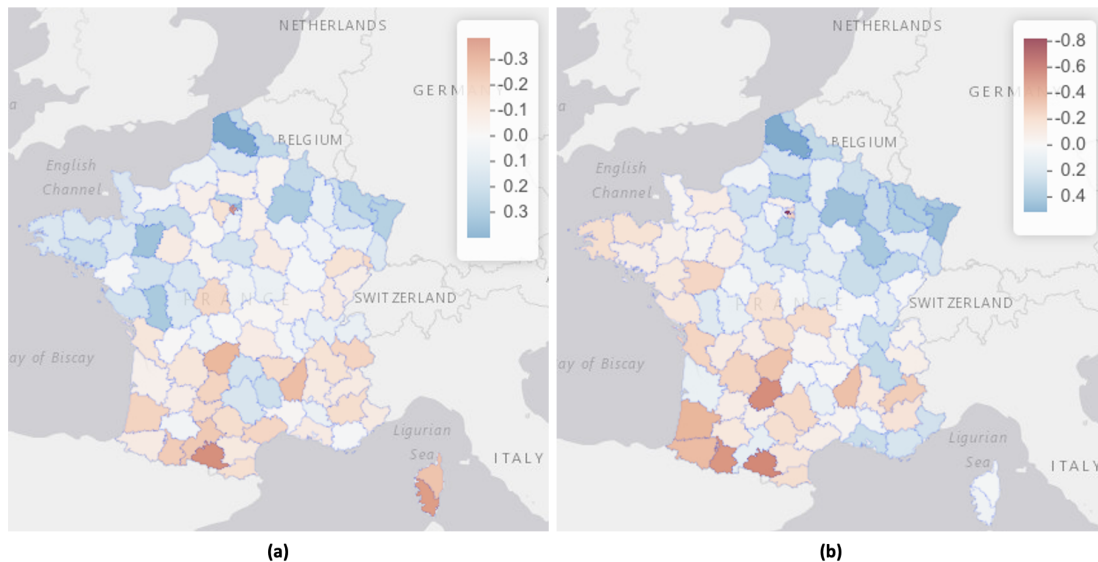 NETHERLANDS
-0.3
-0.2
-0.1
0.0
0.1
0.2
0.3
GERM
BELGIUM
English
Channel
FRANCE
SWITZERLAND
ay of Biscay
Ligurian
Sea
ITALY
a
(a)
NETHERLANDS
-0.8
-0.6
-0.4
-0.2
0.0
0.2
0.4
GERM
BELGIUM
English
Channel
FRANCE
SWITZERLAND
ay of Biscay
Ligurian
Sea
ITALY
a
(b)